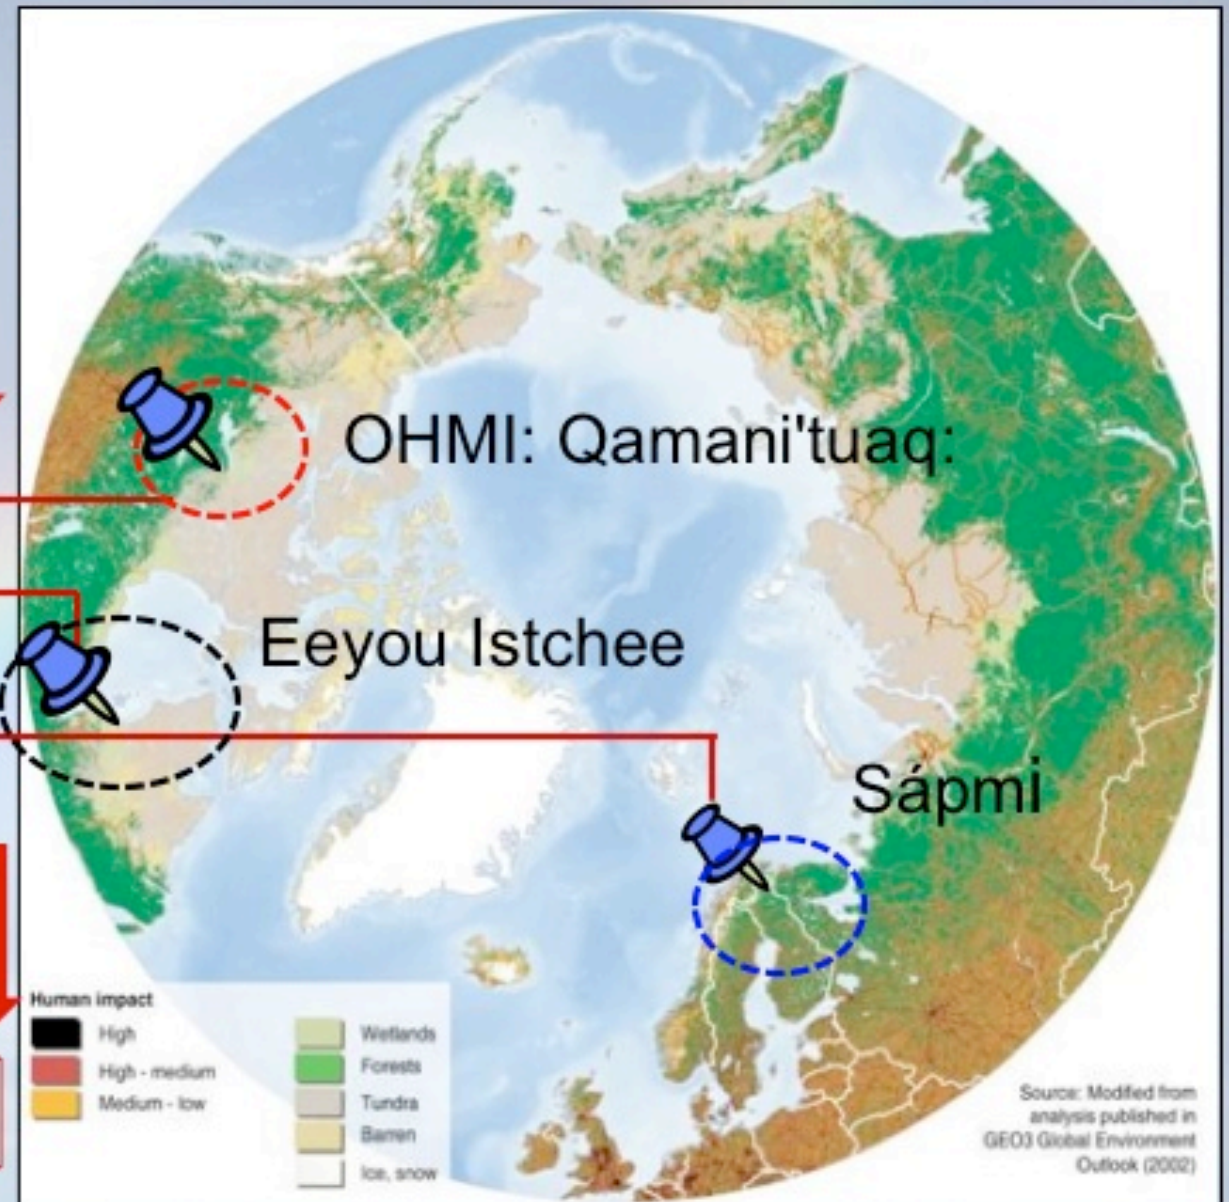 OHMI: Qamani'tuaq:
Eeyou Istchee
Sápmi
Human impact
High
High - medium
Medium - low
Wetlands
Forests
Tundra
Barren
Ice, snow
Source: Modified from
analysis published in
GEO3 Global Environment
Outlook (2002)